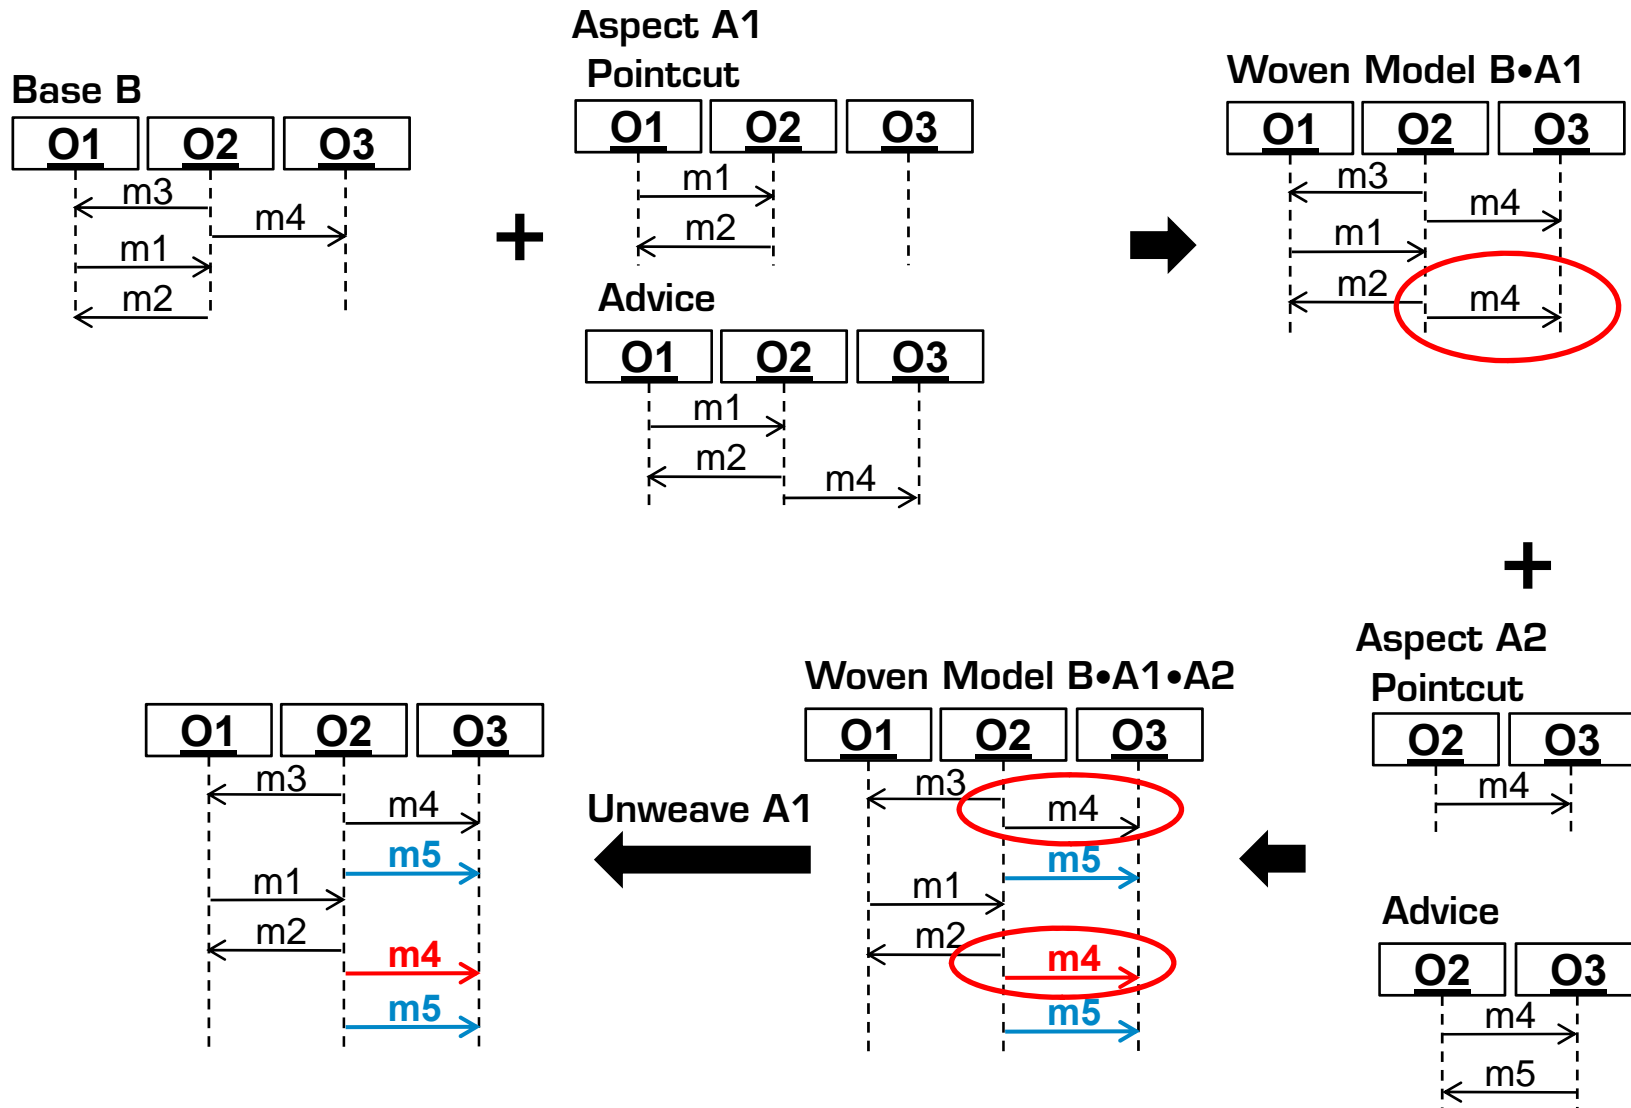 Aspect A1
Pointcut
Base B
Woven Model B•A1
O1 O2 O3
O1 O2 O3
O1 O2 O3
m3
m4
m1
m2
+
m1
m2
m3
m4
m1
m2
m4
Advice
O1 O2 O3
m1
m2
m4
+
Aspect A2
Pointcut
O2 O3
m4
Advice
O2 O3
m4
m5
Woven Model B•A1•A2
O1 O2 O3
m3
m4
m5
m1
m2
m4
m5
Unweave A1
O1 O2 O3
m3
m4
m5
m1
m2
m4
m5